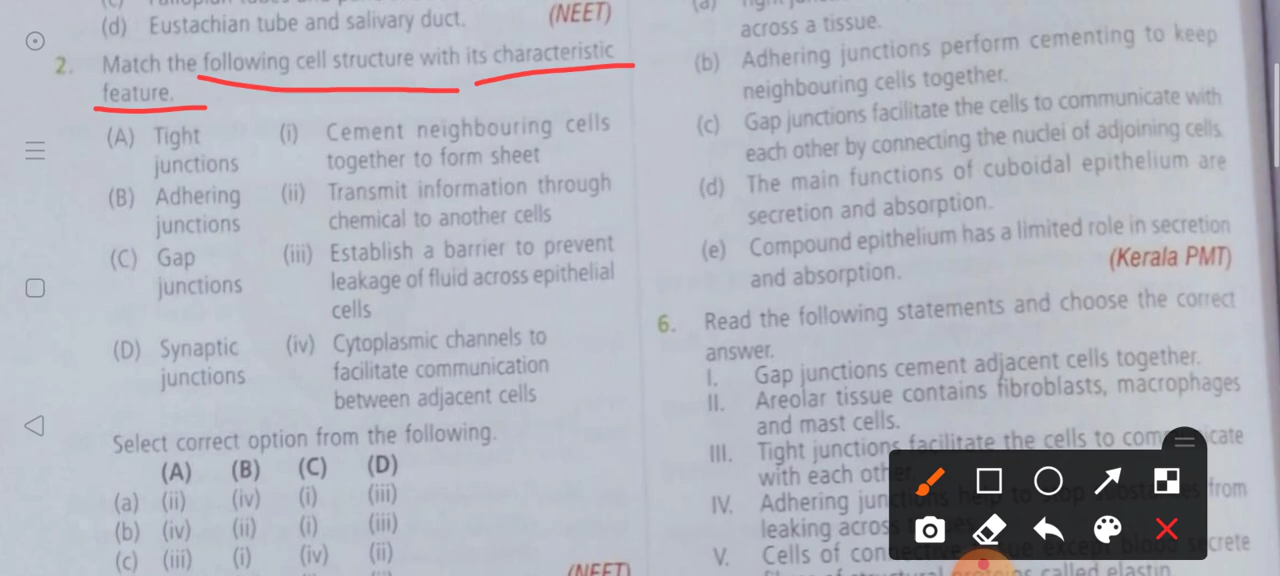 (d) Eustachian tube and salivary duct. (NEET)
2. Match the following cell structure with its characteristic
feature.
(A) Tight (i) Cement neighbouring cells
junctions together to form sheet
(B) Adhering (ii) Transmit information through
junctions chemical to another cells
(C) Gap (iii) Establish a barrier to prevent
junctions leakage of fluid across epithelial
cells
(D) Synaptic (iv) Cytoplasmic channels to
junctions facilitate communication
between adjacent cells
Select correct option from the following.
(A) (B) (C) (D)
(a) (ii) (iv) (i) (iii)
(b) (iv) (ii) (i) (iii)
(c) (iii) (i) (iv) (ii)
(NEET)
(a)
across a tissue.
(b) Adhering junctions perform cementing to keep
neighbouring cells together.
(c) Gap junctions facilitate the cells to communicate with
each other by connecting the nuclei of adjoining cells.
(d) The main functions of cuboidal epithelium are
secretion and absorption.
(e) Compound epithelium has a limited role in secretion
and absorption. (Kerala PMT)
6. Read the following statements and choose the correct
answer.
I. Gap junctions cement adjacent cells together.
II. Areolar tissue contains fibroblasts, macrophages
and mast cells.
III. Tight junctions facilitate the cells to
with each
IV. Adhering from
leaking across
V. Cells of
called elastin